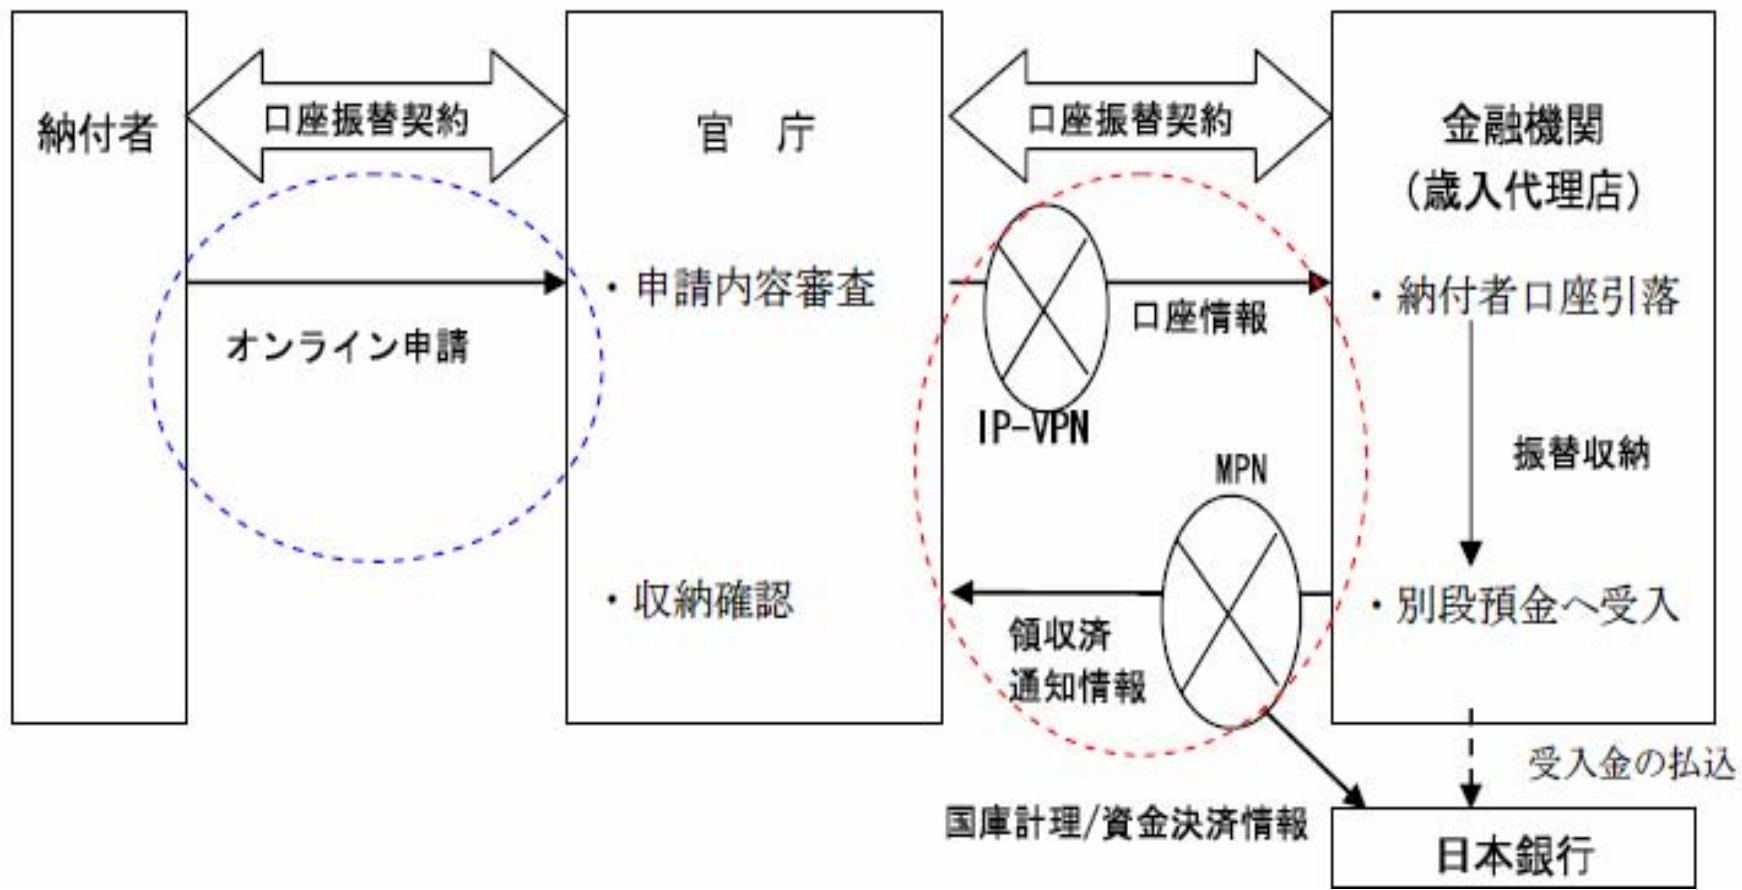 納付者
口座振替契約
官　庁
口座振替契約
金融機関
（歳入代理店）
オンライン申請
・申請内容審査
口座情報
IP-VPN
・納付者口座引落
振替収納
MPN
・収納確認
領収済
通知情報
・別段預金へ受入
受入金の払込
国庫計理/資金決済情報
日本銀行